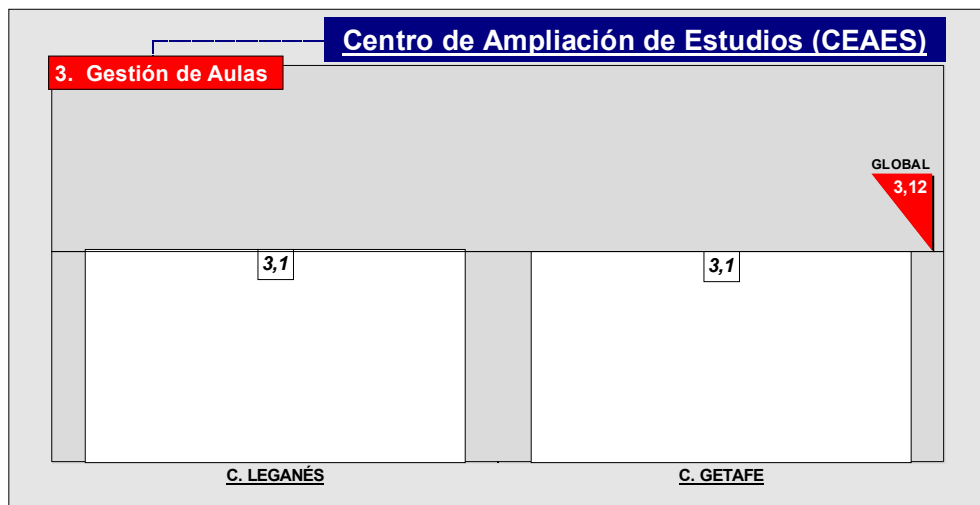 Centro de Ampliación de Estudios (CEAES)
3. Gestión de Aulas
GLOBAL
3,12
3,1
3,1
C. LEGANÉS
C. GETAFE